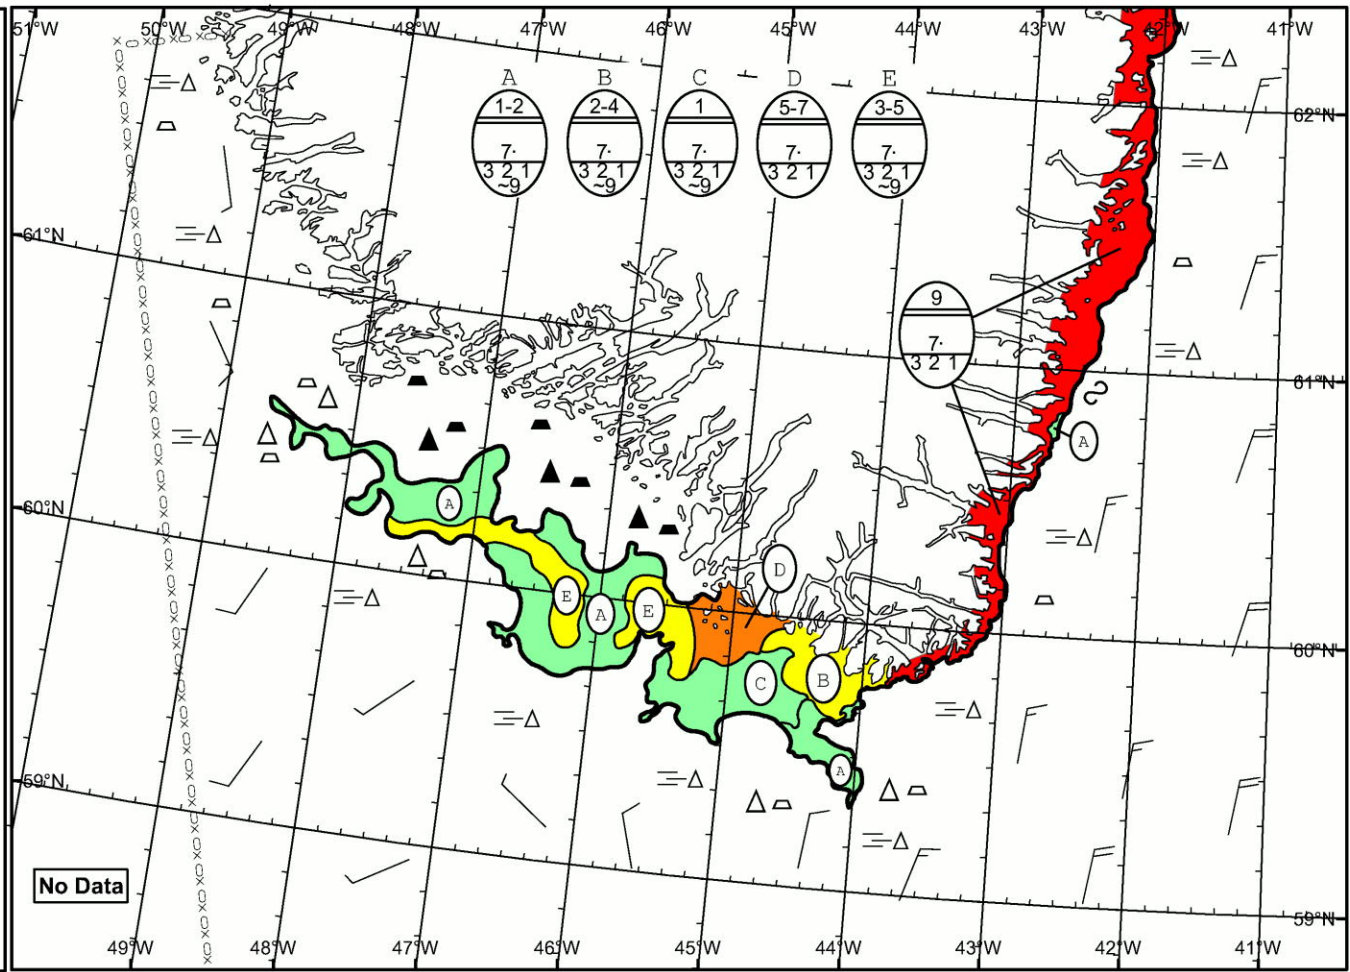 51°W 50°W 49°W 48°W 47°W 46°W 45°W 44°W 43°W 42°W 41°W
A B C D E
1-2 2-4 1 5-7 3-5
7· 7· 7· 7· 7·
3 2 1 3 2 1 3 2 1 3 2 1 3 2 1
~9 ~9 ~9 ~9
62°N
61°N
9
7·
3 2 1
61°N
A
60°N
A
D
E A E
60°N
C B
A
59°N
No Data
59°N
49°W 48°W 47°W 46°W 45°W 44°W 43°W 42°W 41°W